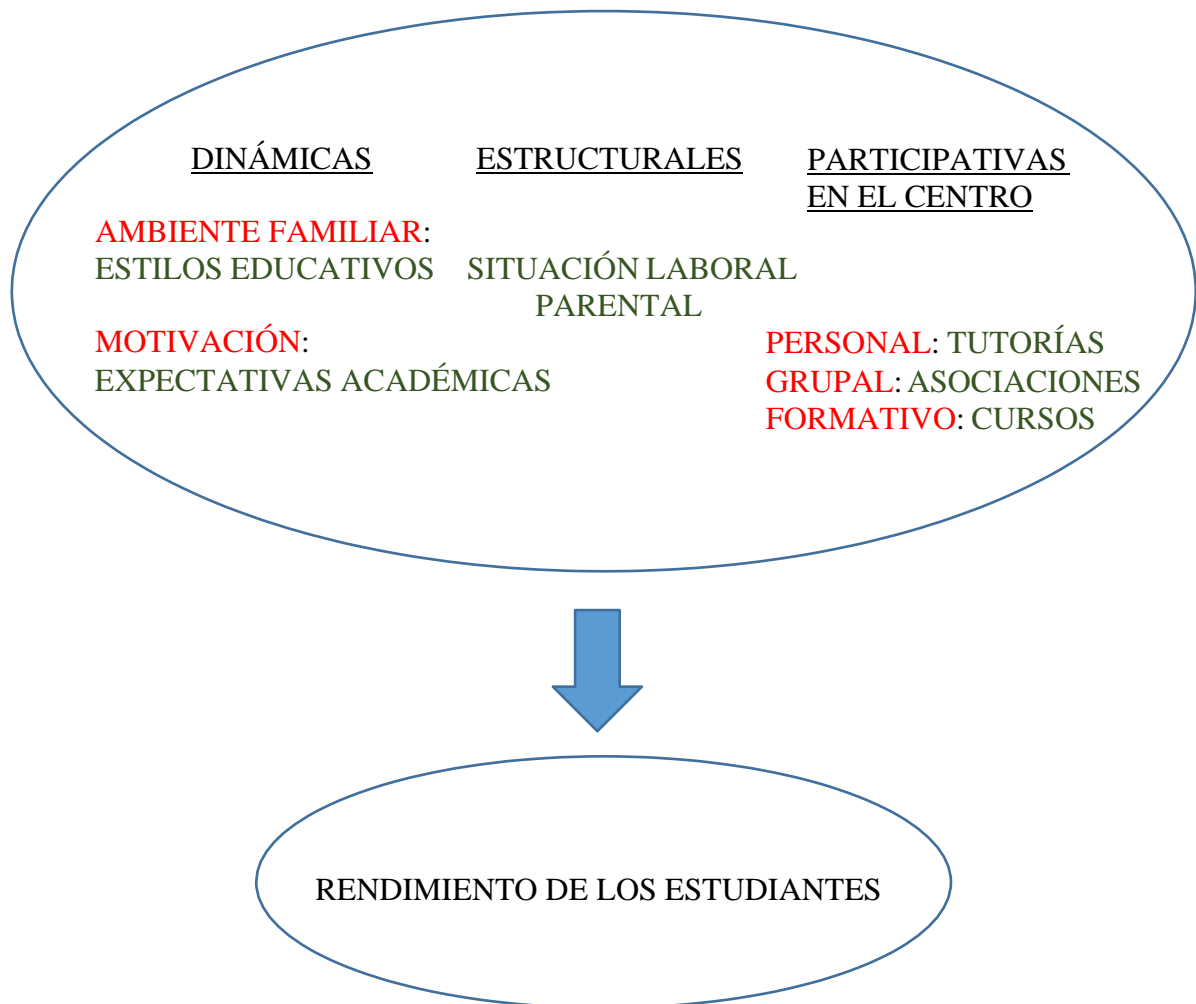 DINÁMICAS ESTRUCTURALES PARTICIPATIVAS
EN EL CENTRO
AMBIENTE FAMILIAR:
ESTILOS EDUCATIVOS SITUACIÓN LABORAL
PARENTAL
MOTIVACIÓN:
EXPECTATIVAS ACADÉMICAS
PERSONAL: TUTORÍAS
GRUPAL: ASOCIACIONES
FORMATIVO: CURSOS
RENDIMIENTO DE LOS ESTUDIANTES